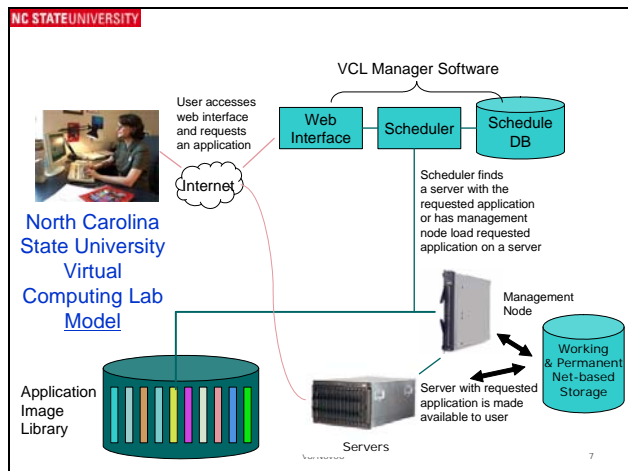 NC STATE UNIVERSITY
VCL Manager Software
User accesses
web interface
and requests
an application
Web
Interface
Scheduler
Schedule
DB
Internet
Scheduler finds
a server with the
requested application
or has management
node load requested
application on a server
North Carolina
State University
Virtual
Computing Lab
Model
Management
Node
Working
& Permanent
Net-based
Storage
Application
Image
Library
Server with requested
application is made
available to user
Servers
7